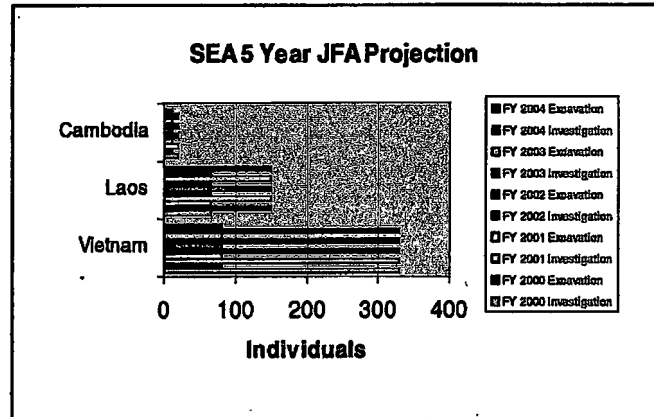 SEA 5 Year JFA Projection
Cambodia
Laos
Vietnam
0 100 200 300 400
Individuals
FY 2004 Excavation
FY 2004 Investigation
FY 2003 Excavation
FY 2003 Investigation
FY 2002 Excavation
FY 2002 Investigation
FY 2001 Excavation
FY 2001 Investigation
FY 2000 Excavation
FY 2000 Investigation